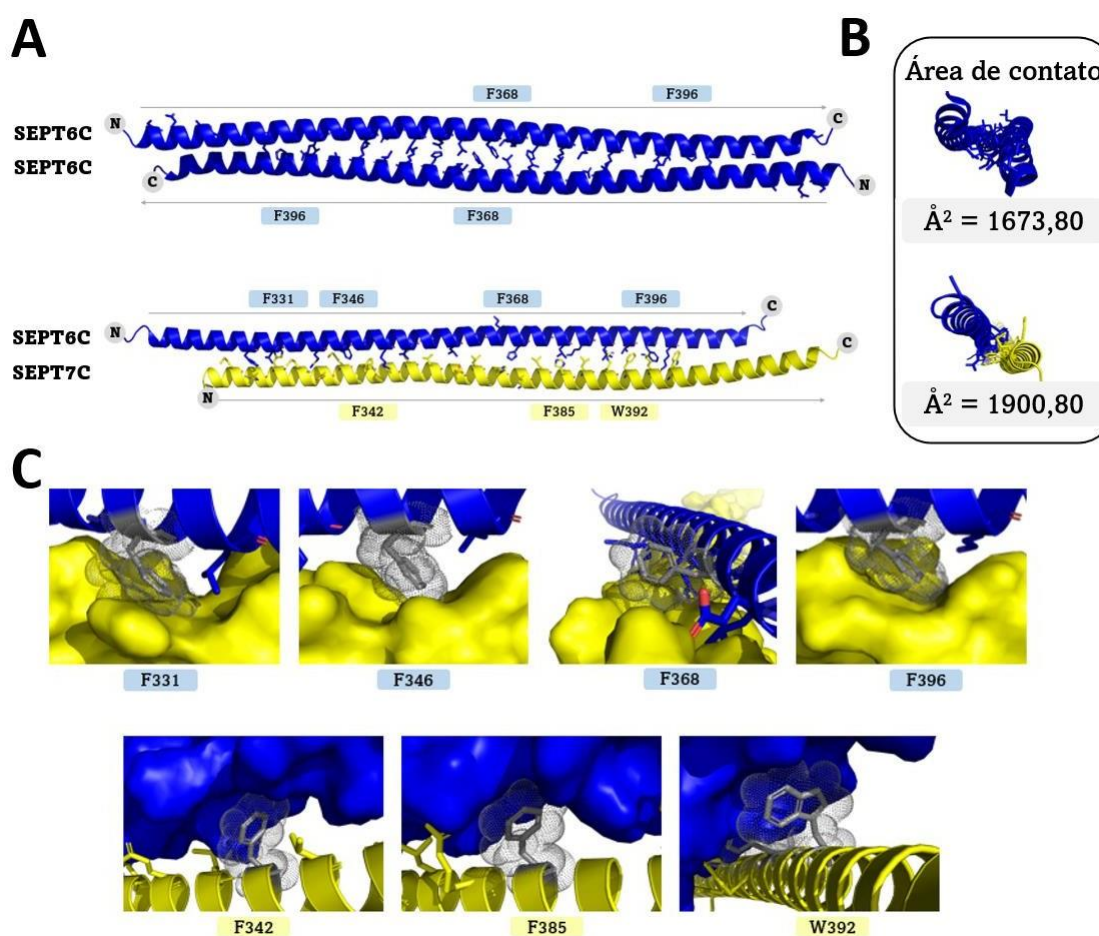 A
B
F368
F396
N
C
SEPT6C
SEPT6C
C
N
F396
F368
Área de contato
Å² = 1673,80
F331
F346
F368
F396
N
C
SEPT6C
SEPT7C
C
N
F342
F385
W392
Å² = 1900,80
C
F331
F346
F368
F396
F342
F385
W392